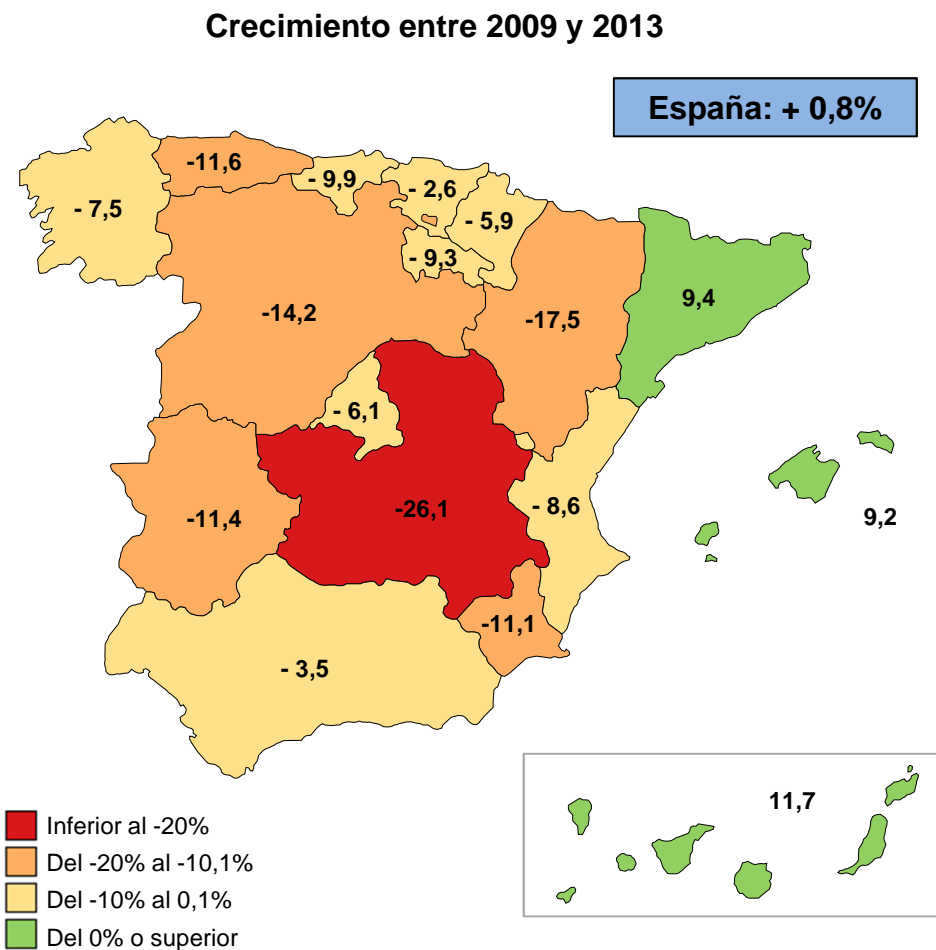 Crecimiento entre 2009 y 2013
España: + 0,8%
-11,6
- 9,9
- 2,6
- 7,5
- 5,9
- 9,3
-14,2
-17,5
9,4
- 6,1
-11,4
-26,1
- 8,6
9,2
-11,1
- 3,5
11,7
Inferior al -20%
Del -20% al -10,1%
Del -10% al 0,1%
Del 0% o superior